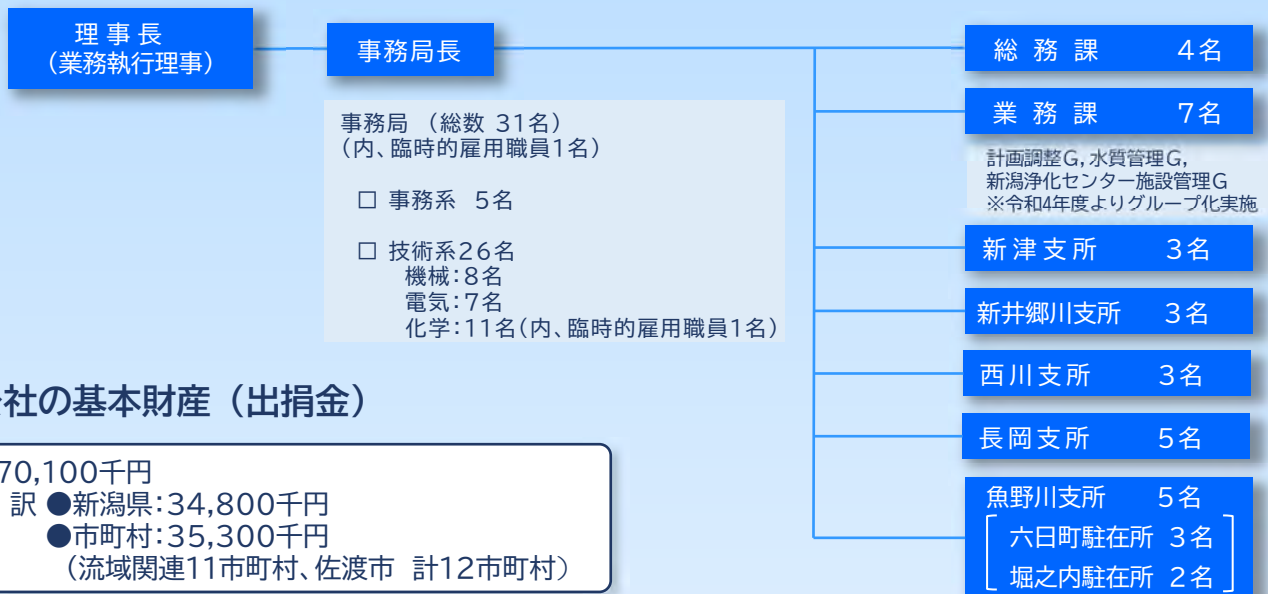 理事長
（業務執行理事）
事務局長
事務局 （総数 31名）
（内、臨時的雇用職員1名）
□ 事務系 5名
□ 技術系26名
機械：8名
電気：7名
化学：11名（内、臨時的雇用職員1名）
総務課 4名
業務課 7名
計画調整G，水質管理G，
新潟浄化センター施設管理G
※令和4年度よりグループ化実施
新津支所 3名
新井郷川支所 3名
西川支所 3名
長岡支所 5名
魚野川支所 5名
六日町駐在所 3名
堀之内駐在所 2名
社の基本財産（出捐金）
70,100千円
訳 ●新潟県：34,800千円
●市町村：35,300千円
（流域関連11市町村、佐渡市 計12市町村）